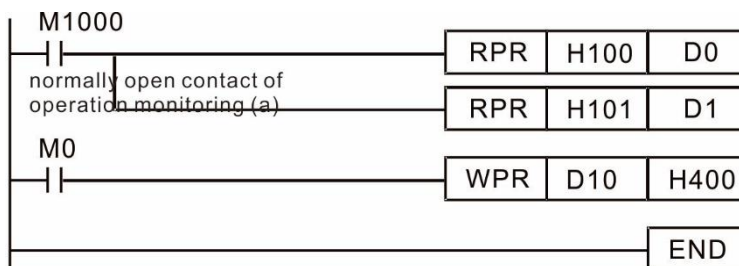 M1000
RPR H100 D0
normally open contact of
operation monitoring (a)
RPR H101 D1
M0
WPR D10 H400
END